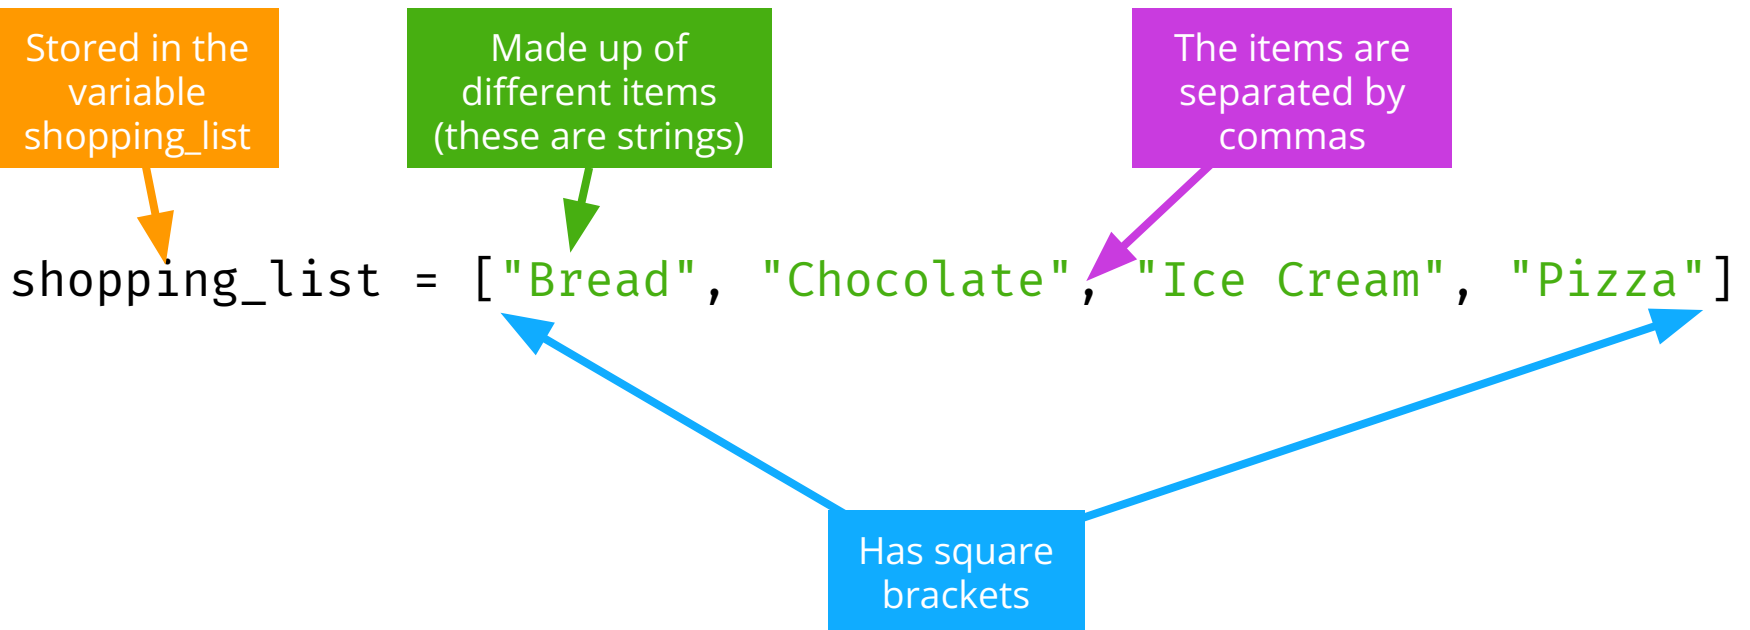 Stored in the
variable
shopping_list
Made up of
different items
(these are strings)
The items are
separated by
commas
shopping_list = ["Bread", "Chocolate", "Ice Cream", "Pizza"]
Has square
brackets